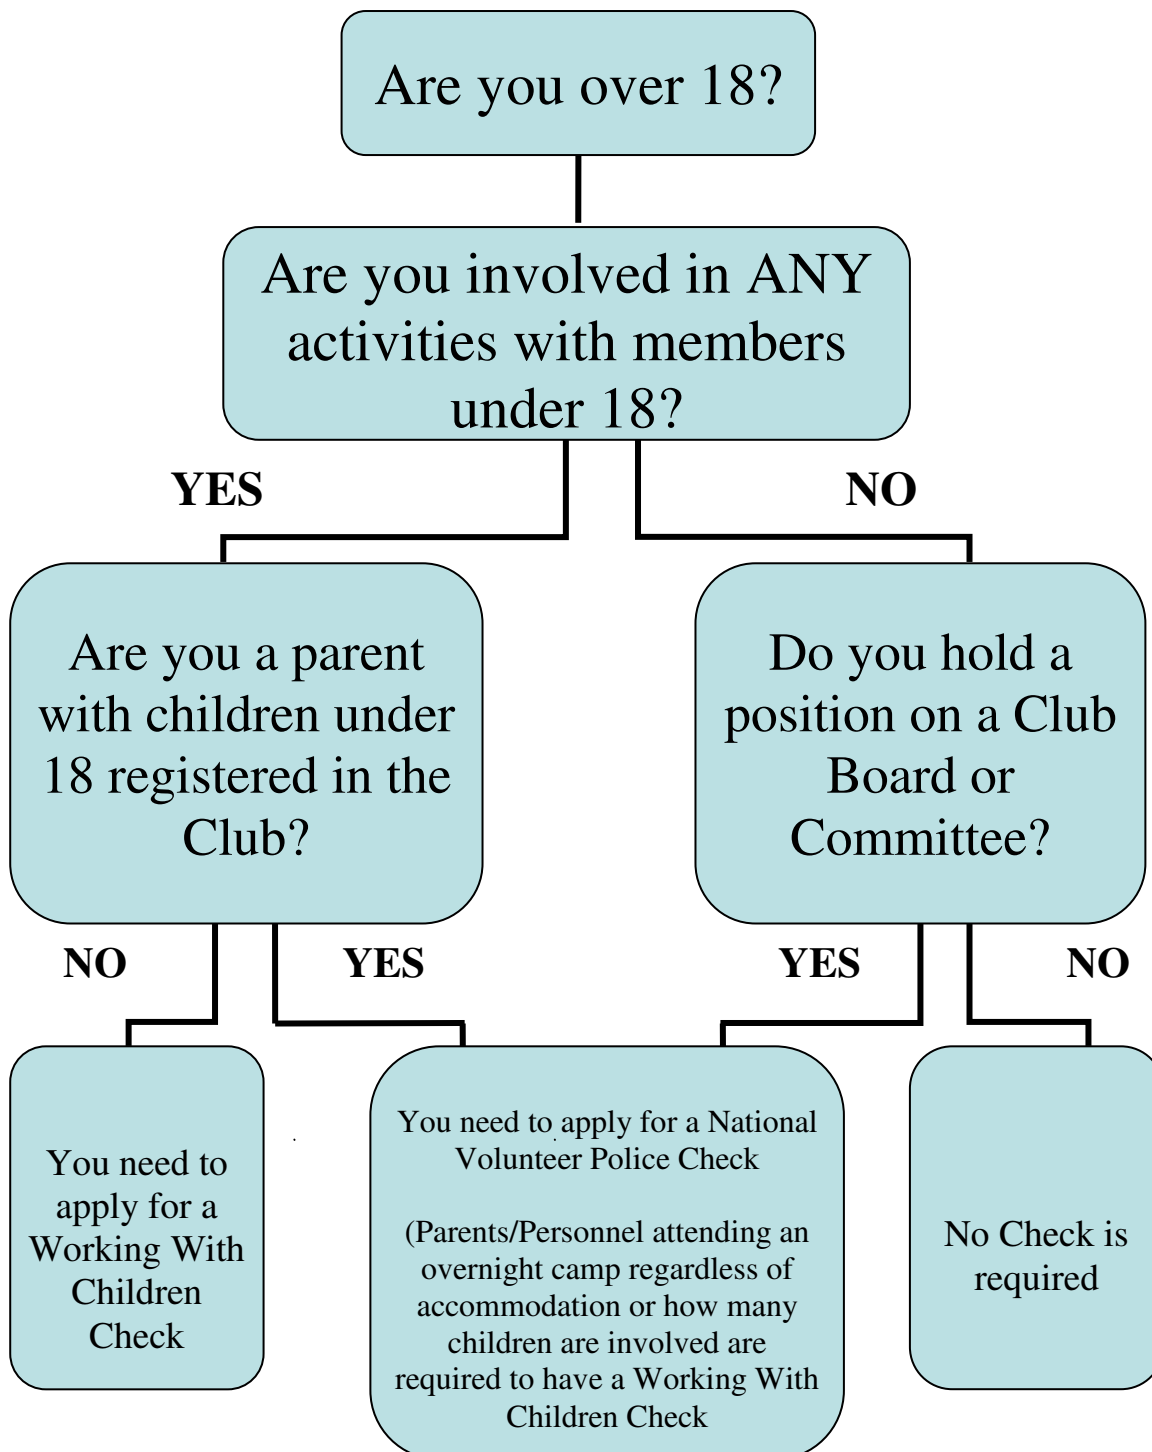 Are you over 18?
Are you involved in ANY
activities with members
under 18?
YES
NO
Are you a parent
with children under
18 registered in the
Club?
Do you hold a
position on a Club
Board or
Committee?
NO
YES
YES
NO
You need to
apply for a
Working With
Children
Check
You need to apply for a National
Volunteer Police Check
(Parents/Personnel attending an
overnight camp regardless of
accommodation or how many
children are involved are
required to have a Working With
Children Check
No Check is
required